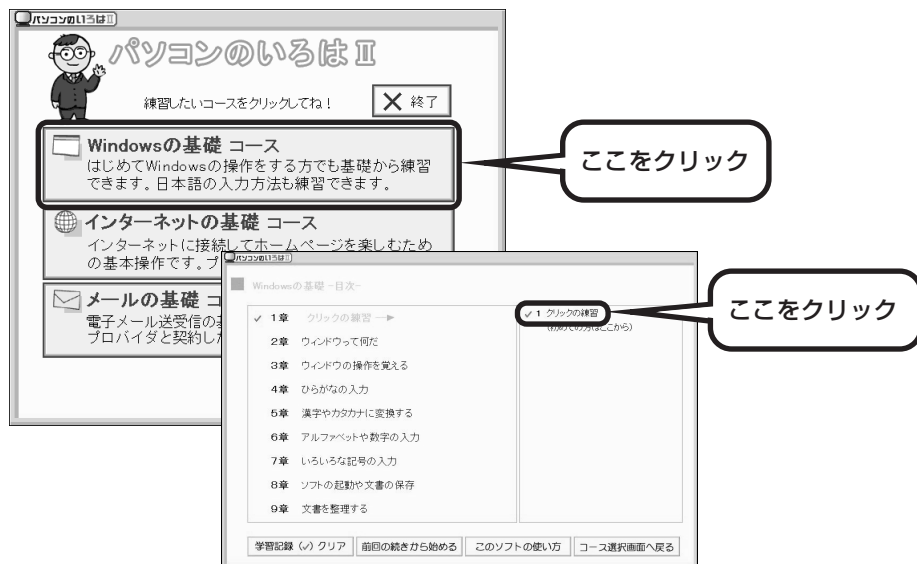 パソコンのいろはⅡ
パソコンのいろはⅡ
練習したいコースをクリックしてね！
終了
Windowsの基礎 コース
はじめてWindowsの操作をする方でも基礎から練習
できます。日本語の入力方法も練習できます。
ここをクリック
インターネットの基礎 コース
インターネットに接続してホームページを楽しむため
の基本操作です。プ
メールの基礎 コ
電子メール送受信の
プロバイダと契約し
パソコンのいろはⅡ
Windowsの基礎 -目次-
✓ 1章 クリックの練習 ―►
2章 ウィンドウって何だ
3章 ウィンドウの操作を覚える
4章 ひらがなの入力
5章 漢字やカタカナに変換する
6章 アルファベットや数字の入力
7章 いろいろな記号の入力
8章 ソフトの起動や文書の保存
9章 文書を整理する
✓ 1 クリックの練習
(初めての方はここから)
ここをクリック
学習記録 (✓) クリア
前回の続きから始める
このソフトの使い方
コース選択画面へ戻る